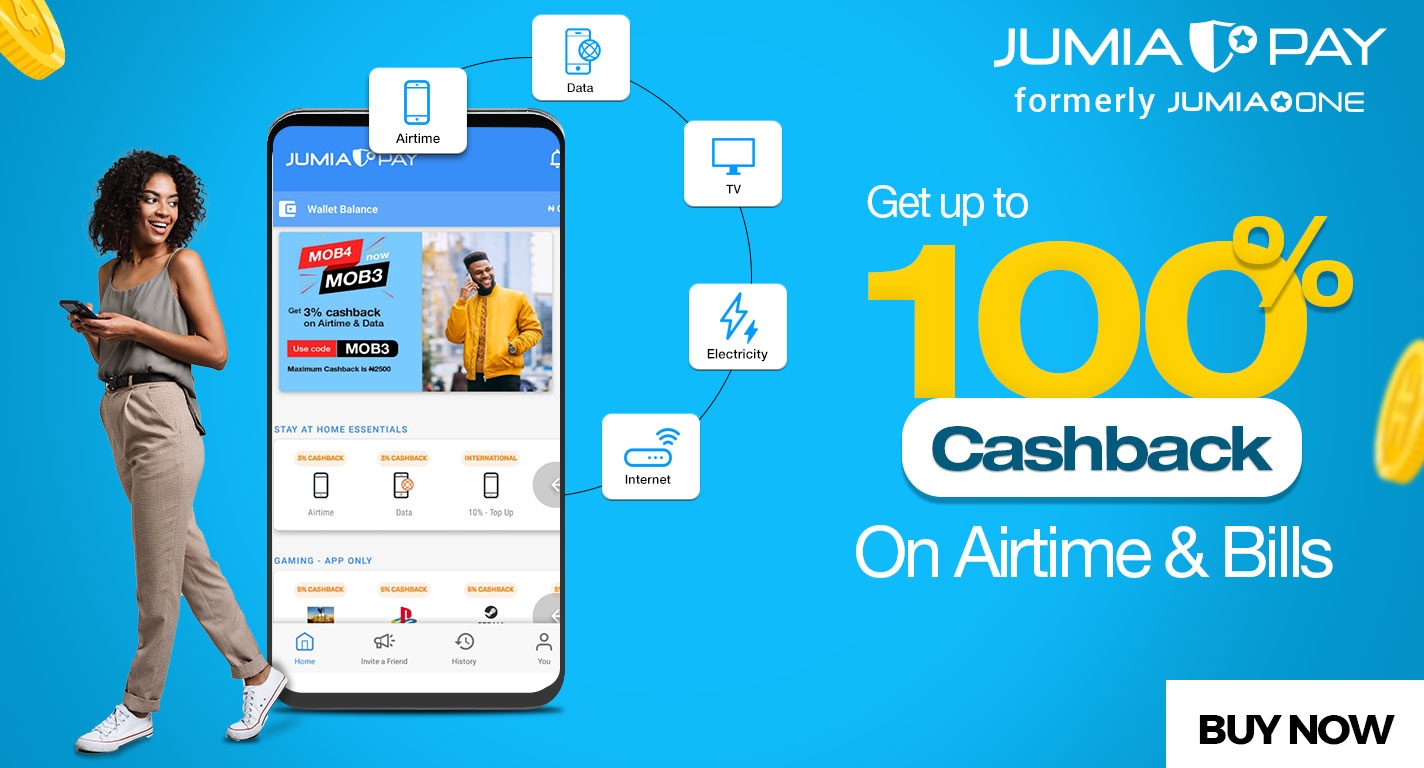 JUMIA PAY
formerly JUMIA ONE
Get up to
100%
Cashback
On Airtime & Bills
BUY NOW
Airtime
Data
TV
Electricity
Internet
JUMIA PAY
Wallet Balance
₦
MOB4 now
MOB3
Get 3% cashback
on Airtime & Data
Use code MOB3
Maximum Cashback is ₦2500
STAY AT HOME ESSENTIALS
3% CASHBACK 3% CASHBACK INTERNATIONAL
Airtime Data 10% - Top Up
GAMING - APP ONLY
5% CASHBACK 5% CASHBACK 5% CASHBACK
Home Invite a Friend History You